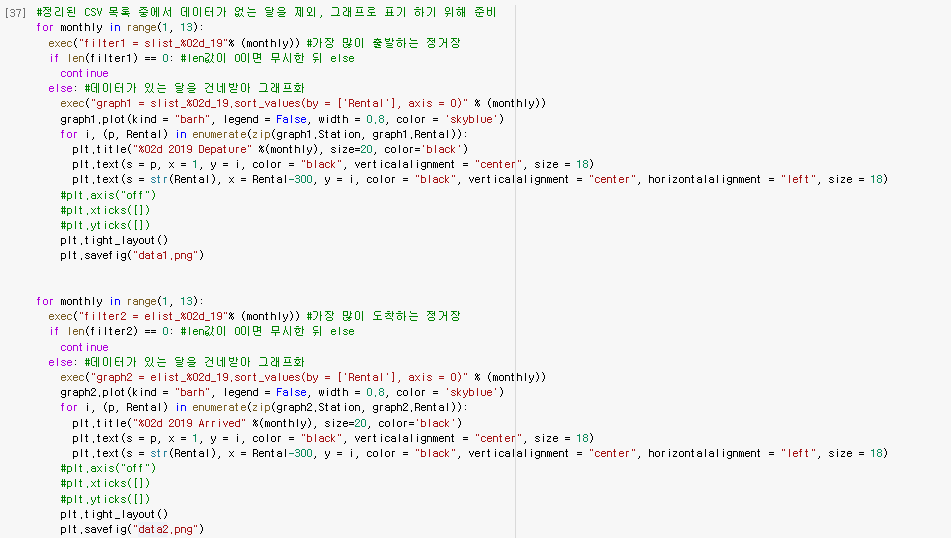 [37] #정리된 CSV 목록 중에서 데이터가 없는 달을 제외, 그래프로 표기 하기 위해 준비
for monthly in range(1, 13):
  exec("filter1 = slist_%02d_19"% (monthly)) #가장 많이 출발하는 정거장
  if len(filter1) == 0: #len값이 0이면 무시한 뒤 else
    continue
  else: #데이터가 있는 달을 건네받아 그래프화
    exec("graph1 = slist_%02d_19.sort_values(by = ['Rental'], axis = 0)" % (monthly))
    graph1.plot(kind = "barh", legend = False, width = 0.8, color = 'skyblue')
    for i, (p, Rental) in enumerate(zip(graph1.Station, graph1.Rental)):
      plt.title("%02d 2019 Depature" %(monthly), size=20, color='black')
      plt.text(s = p, x = 1, y = i, color = "black", verticalalignment = "center", size = 18)
      plt.text(s = str(Rental), x = Rental-300, y = i, color = "black", verticalalignment = "center", horizontalalignment = "left", size = 18)
    #plt.axis("off")
    #plt.xticks([])
    #plt.yticks([])
    plt.tight_layout()
    plt.savefig("data1.png")
for monthly in range(1, 13):
  exec("filter2 = elist_%02d_19"% (monthly)) #가장 많이 도착하는 정거장
  if len(filter2) == 0: #len값이 0이면 무시한 뒤 else
    continue
  else: #데이터가 있는 달을 건네받아 그래프화
    exec("graph2 = elist_%02d_19.sort_values(by = ['Rental'], axis = 0)" % (monthly))
    graph2.plot(kind = "barh", legend = False, width = 0.8, color = 'skyblue')
    for i, (p, Rental) in enumerate(zip(graph2.Station, graph2.Rental)):
      plt.title("%02d 2019 Arrived" %(monthly), size=20, color='black')
      plt.text(s = p, x = 1, y = i, color = "black", verticalalignment = "center", size = 18)
      plt.text(s = str(Rental), x = Rental-300, y = i, color = "black", verticalalignment = "center", horizontalalignment = "left", size = 18)
    #plt.axis("off")
    #plt.xticks([])
    #plt.yticks([])
    plt.tight_layout()
    plt.savefig("data2.png")